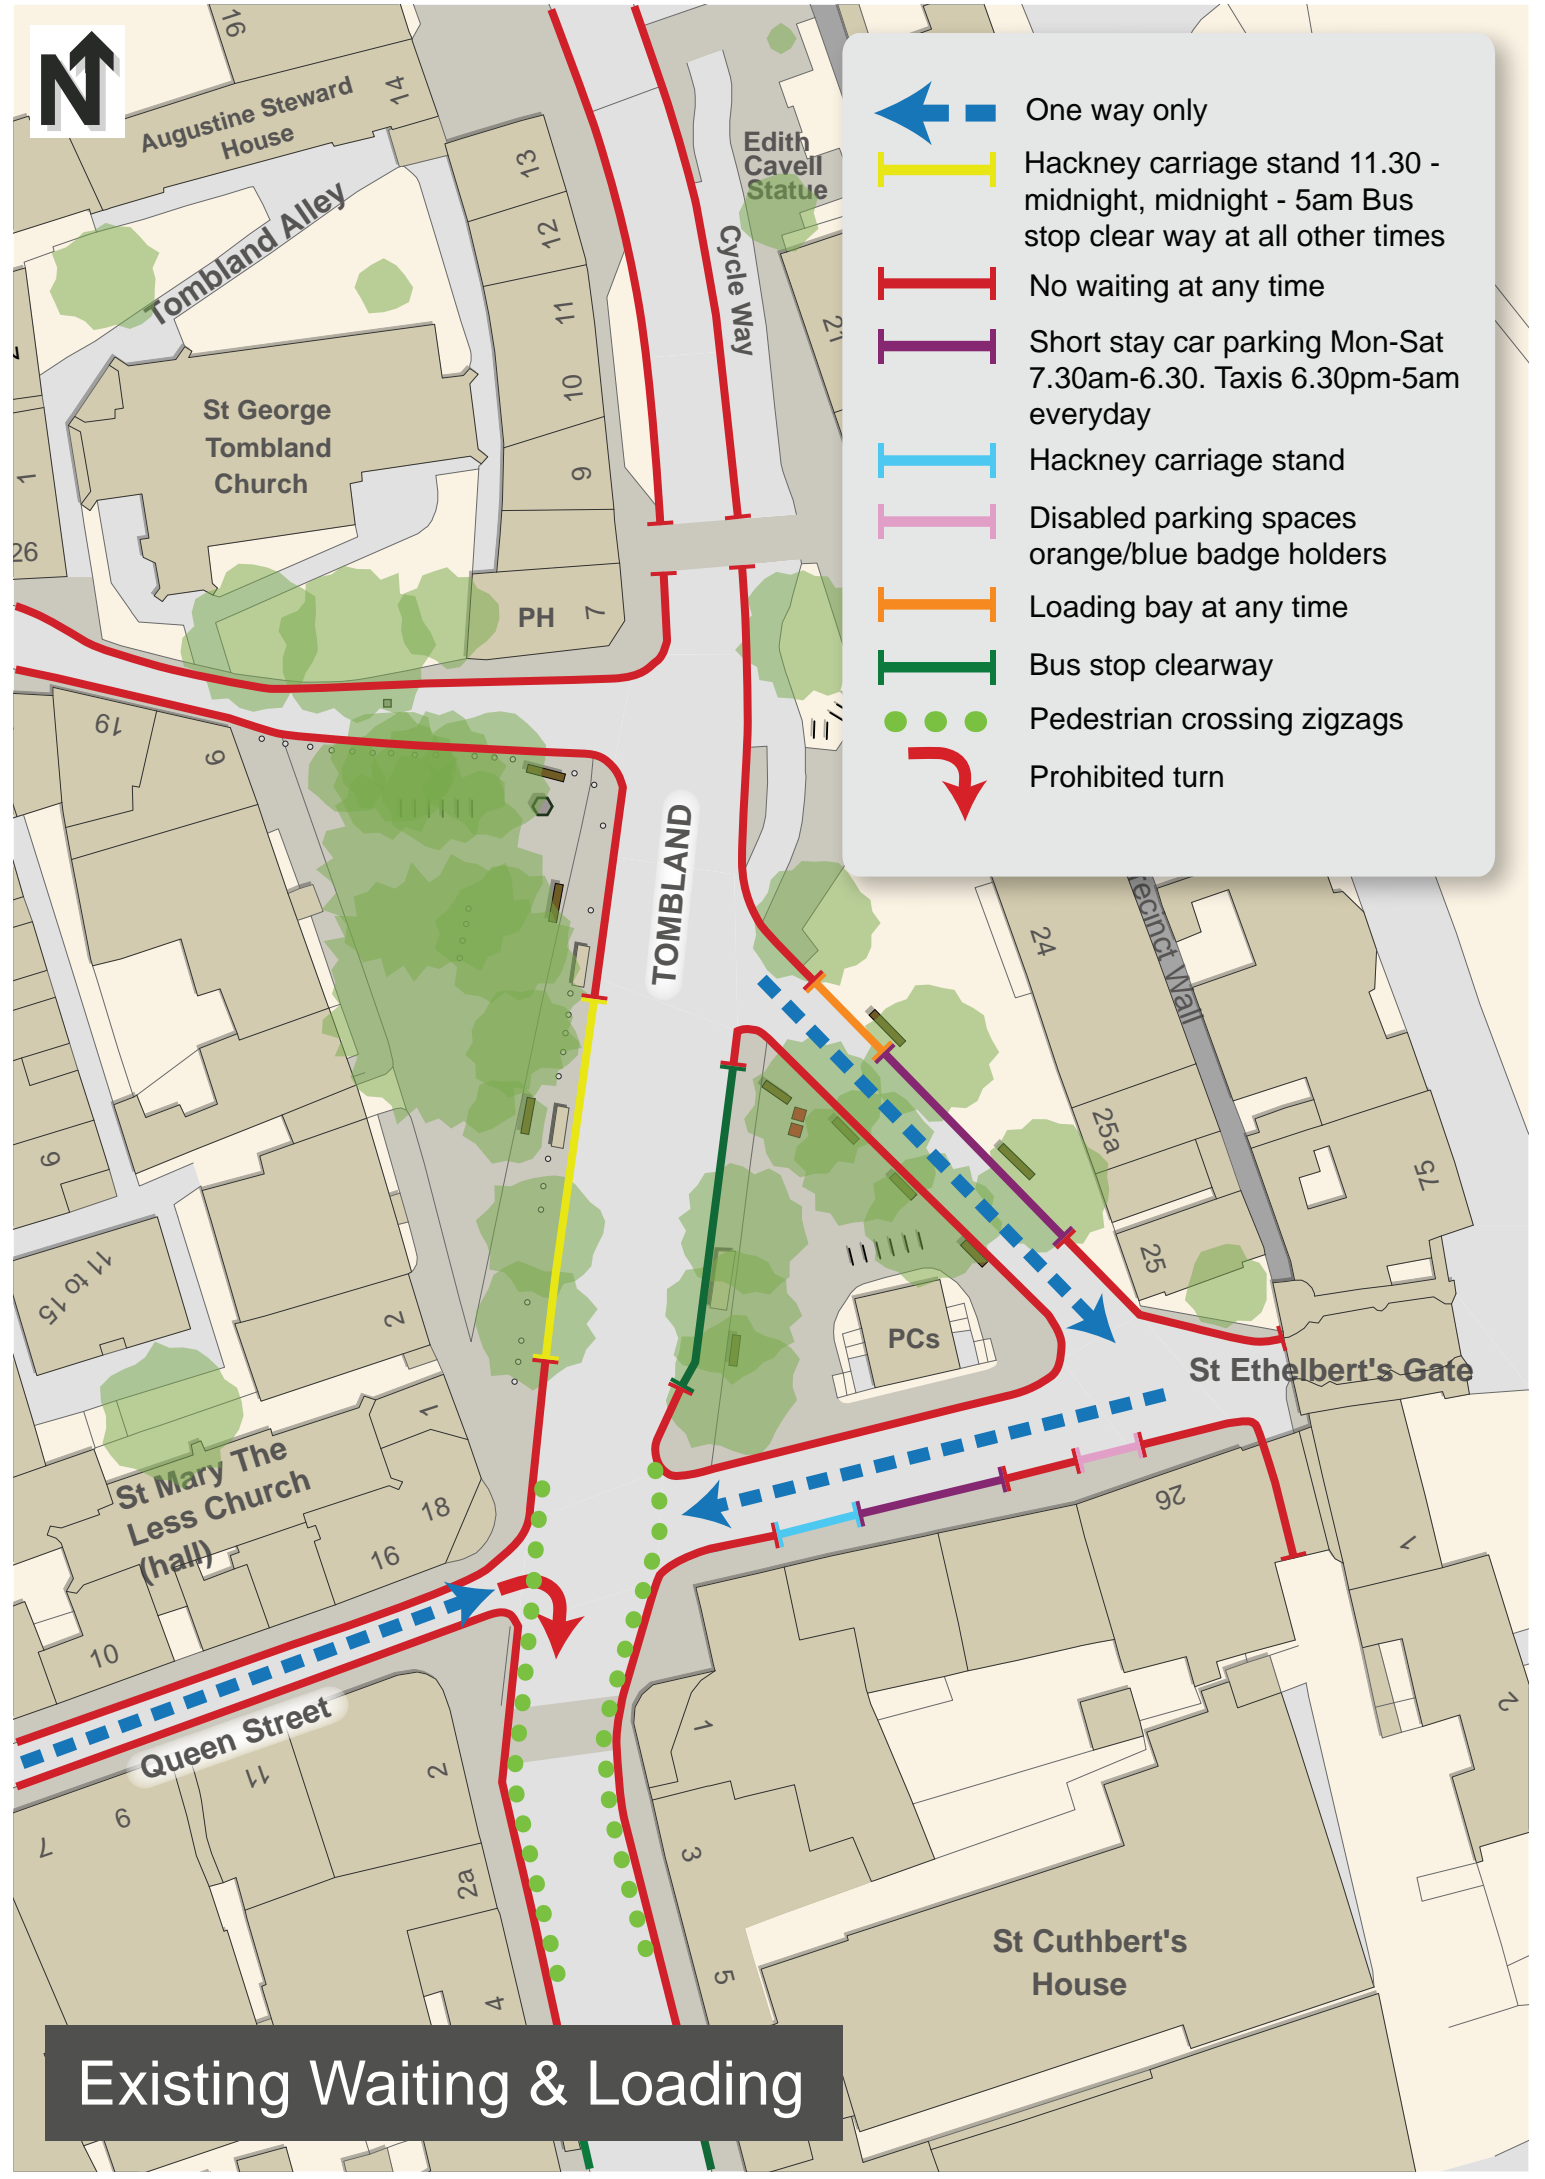 N
16
14
Augustine Steward
House
13
12
11
10
9
7
PH
Tombland Alley
Edith
Cavell
Statue
Cycle Way
21
St George
Tombland
Church
1
26
One way only
Hackney carriage stand 11.30 -
midnight, midnight - 5am Bus
stop clear way at all other times
No waiting at any time
Short stay car parking Mon-Sat
7.30am-6.30. Taxis 6.30pm-5am
everyday
Hackney carriage stand
Disabled parking spaces
orange/blue badge holders
Loading bay at any time
Bus stop clearway
Pedestrian crossing zigzags
Prohibited turn
19
TOMBLAND
24
recinct Wall
25a
75
25
11 to 15
2
PCs
St Ethelbert's Gate
1
St Mary The
Less Church
(hall)
18
16
10
26
1
2
Queen Street
11
2
9
7
1
2a
3
4
5
St Cuthbert's
House
Existing Waiting & Loading